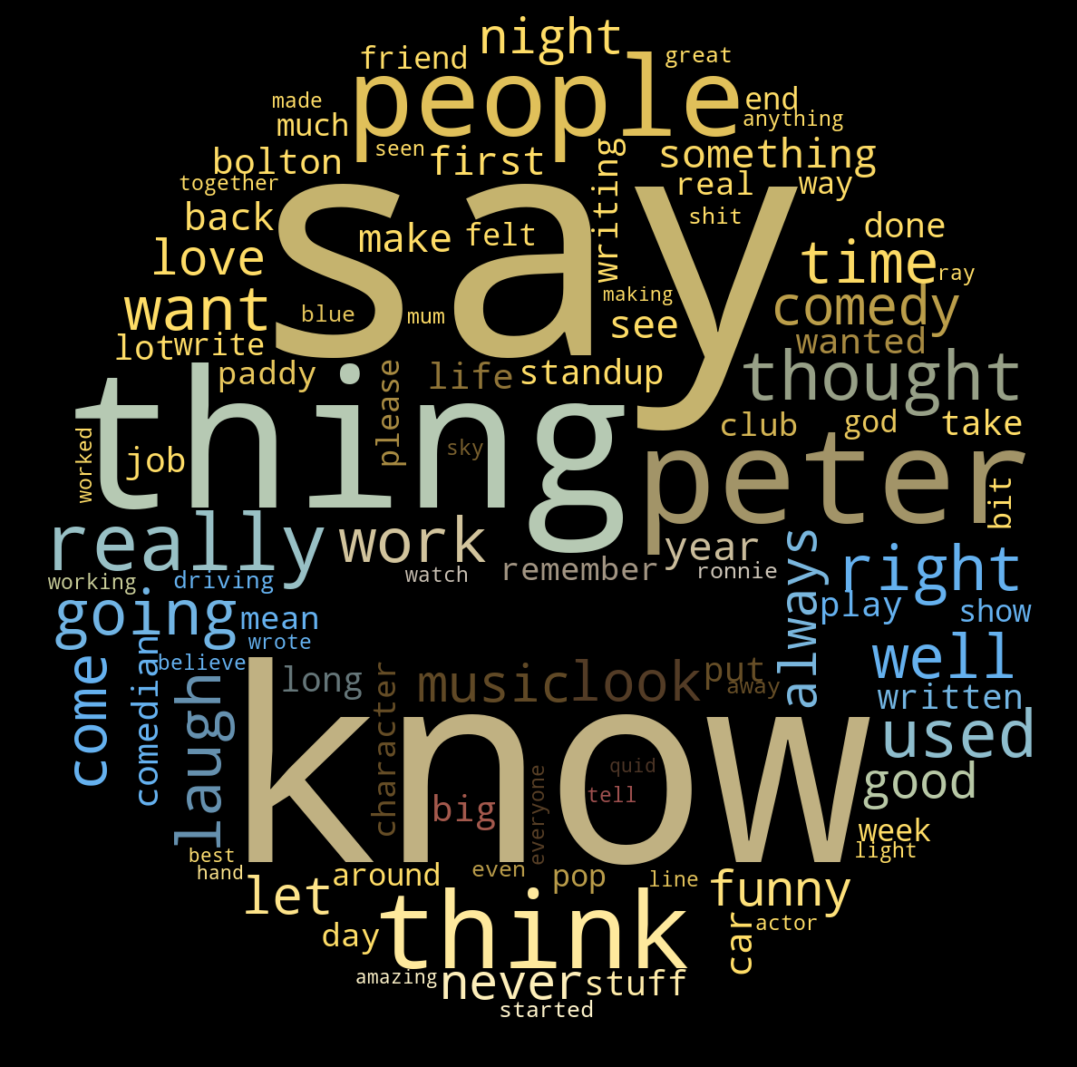 night
friend
great
people
made
end
much
anything
seen
first
writing
something
bolton
together
real
way
say
shit
back
done
make
felt
love
time
ray
want
making
comedy
blue
mum
see
lot
write
wanted
paddy
please
life
standup
thought
thing
club
god
take
worked
job
sky
peter
bit
really
work
year
always
right
working
driving
watch
remember
ronnie
going
mean
play
show
comedian
wrote
come
believe
well
laugh
long
character
music
look
put
away
written
know
used
quid
good
big
tell
everyone
week
best
light
hand
let
around
even
pop
line
funny
day
think
car
actor
amazing
never
stuff
started